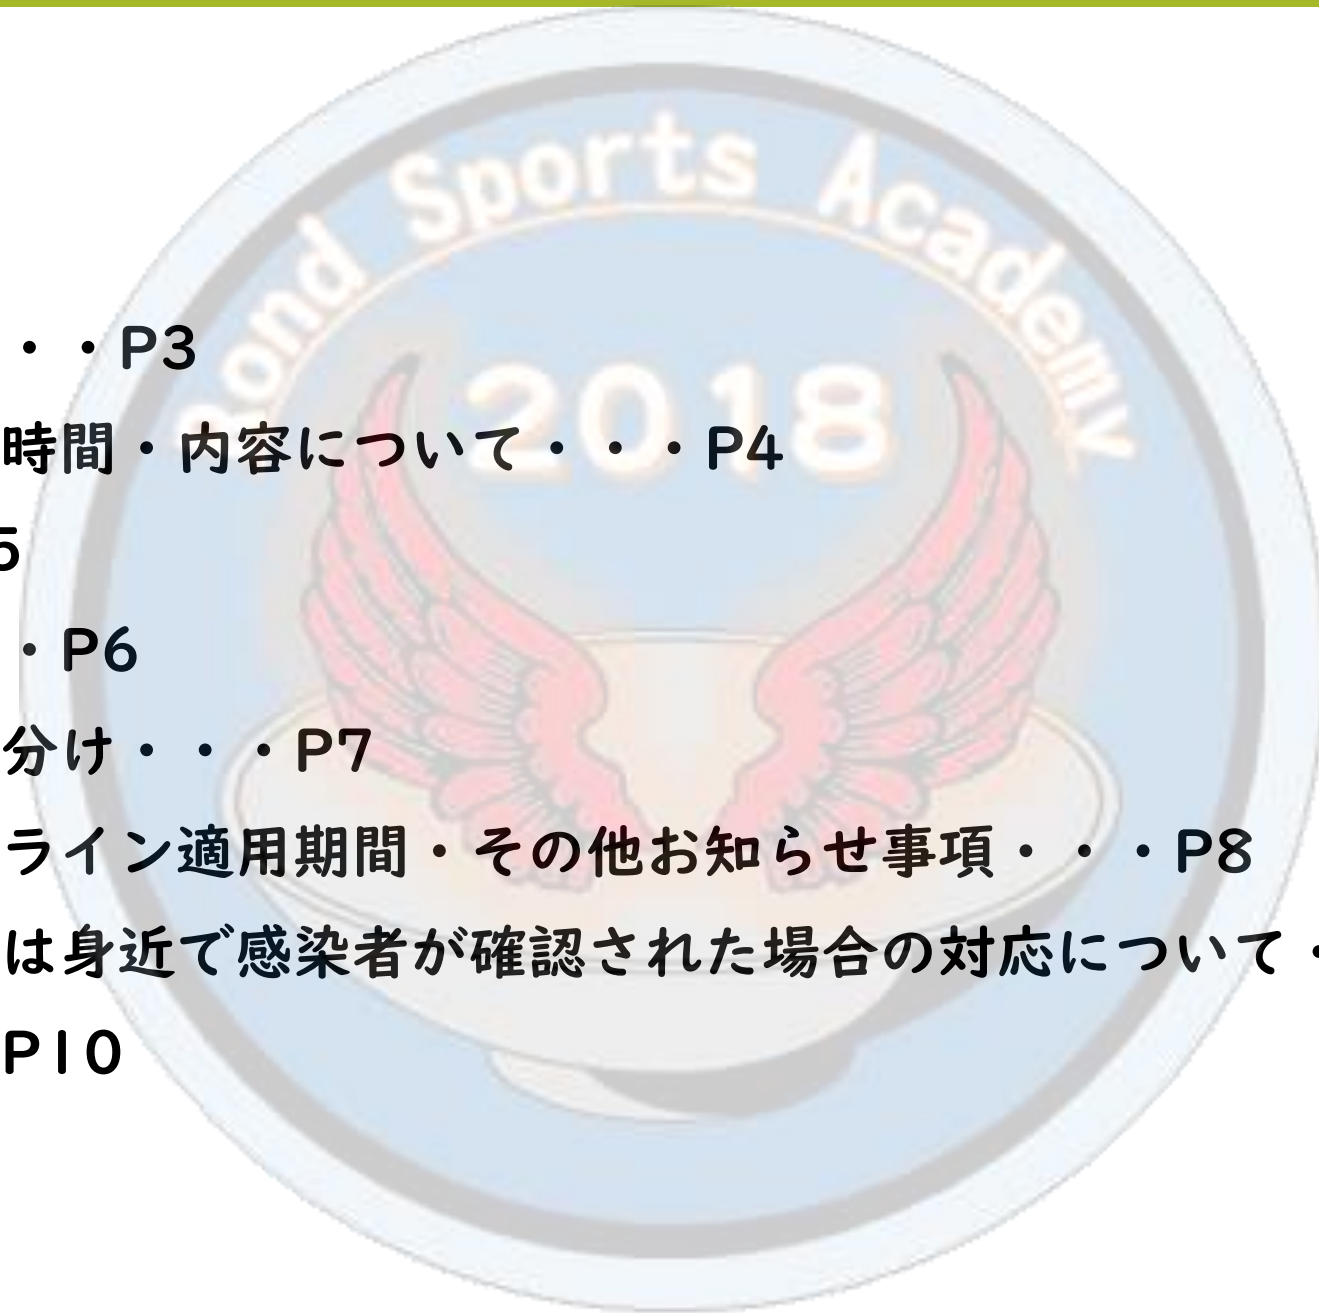 Rond Sports Academy
2018
・・P3
時間・内容について・・・P4
5
・P6
分け・・・P7
ライン適用期間・その他お知らせ事項・・・P8
は身近で感染者が確認された場合の対応について・
P10